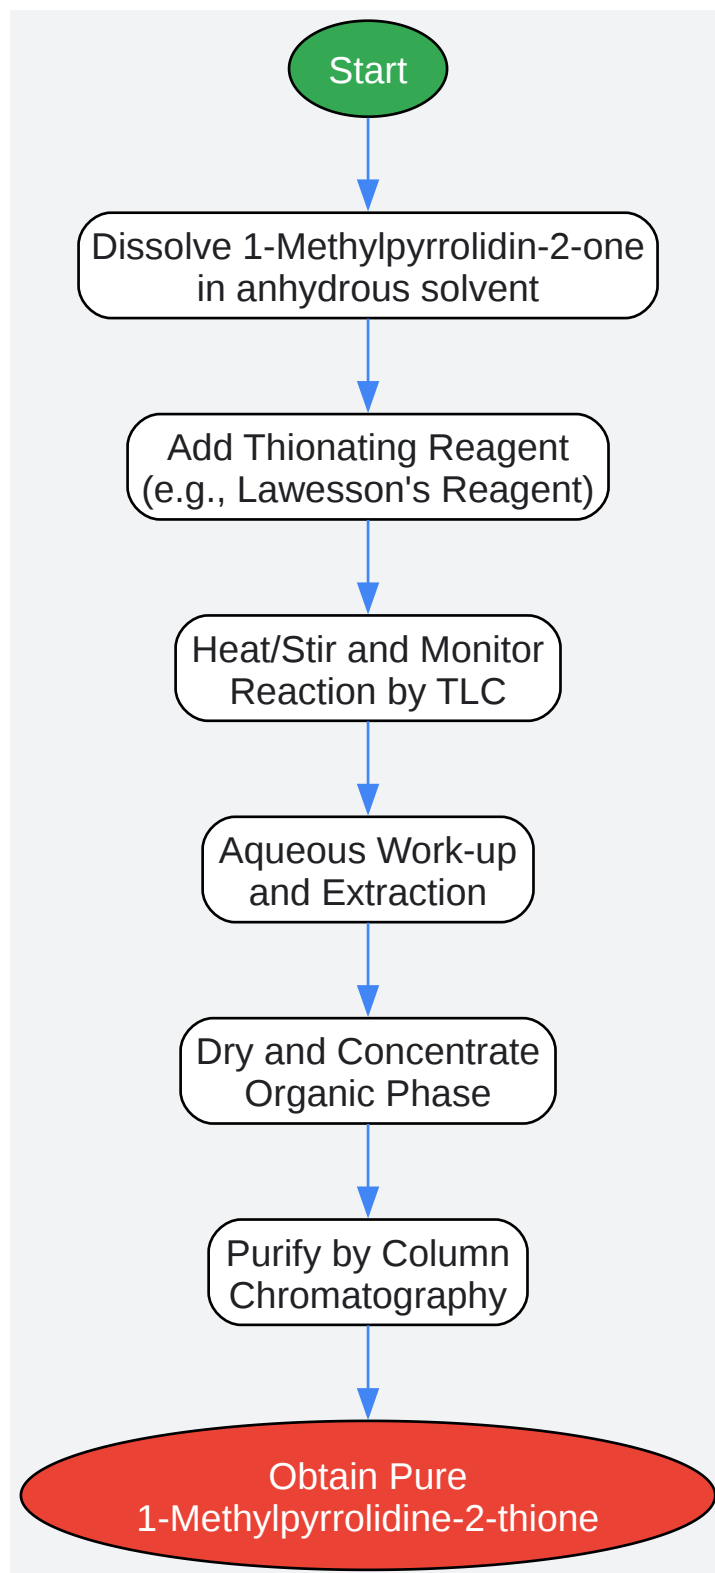 Start
Dissolve 1-Methylpyrrolidin-2-one
in anhydrous solvent
Add Thionating Reagent
(e.g., Lawesson's Reagent)
Heat/Stir and Monitor
Reaction by TLC
Aqueous Work-up
and Extraction
Dry and Concentrate
Organic Phase
Purify by Column
Chromatography
Obtain Pure
1-Methylpyrrolidine-2-thione